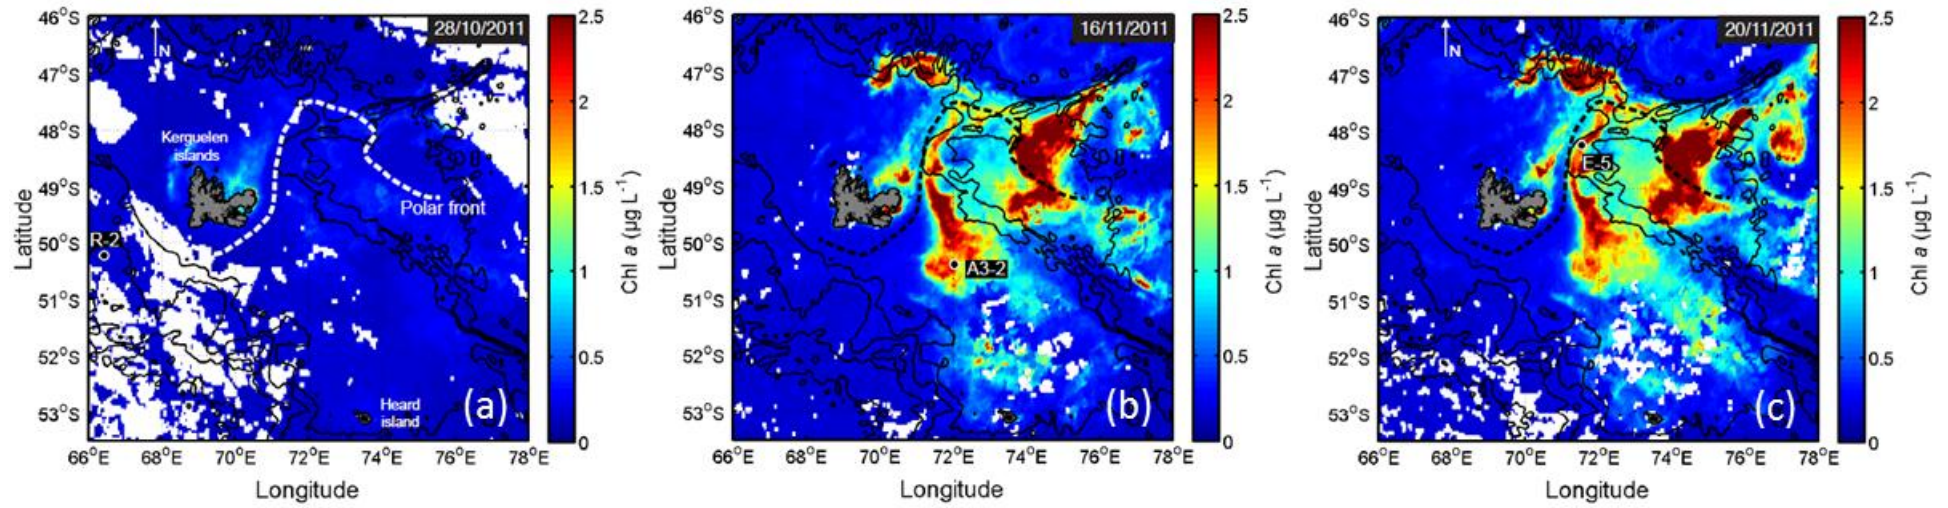 46°S
47°S
48°S
49°S
50°S
51°S
52°S
53°S
Latitude
66°E 68°E 70°E 72°E 74°E 76°E 78°E
Longitude
28/10/2011
N
Kerguelen
islands
Polar front
R-2
Heard
island
(a)
2.5
2
1.5
1
0.5
0
Chl a (µg L⁻¹)
46°S
47°S
48°S
49°S
50°S
51°S
52°S
53°S
Latitude
66°E 68°E 70°E 72°E 74°E 76°E 78°E
Longitude
16/11/2011
A3-2
(b)
2.5
2
1.5
1
0.5
0
Chl a (µg L⁻¹)
46°S
47°S
48°S
49°S
50°S
51°S
52°S
53°S
Latitude
66°E 68°E 70°E 72°E 74°E 76°E 78°E
Longitude
20/11/2011
N
E-5
(c)
2.5
2
1.5
1
0.5
0
Chl a (µg L⁻¹)